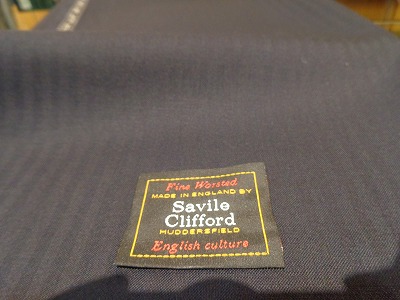 Fine Worsted
MADE IN ENGLAND BY
Savile
Clifford
HUDDERSFIELD
English culture